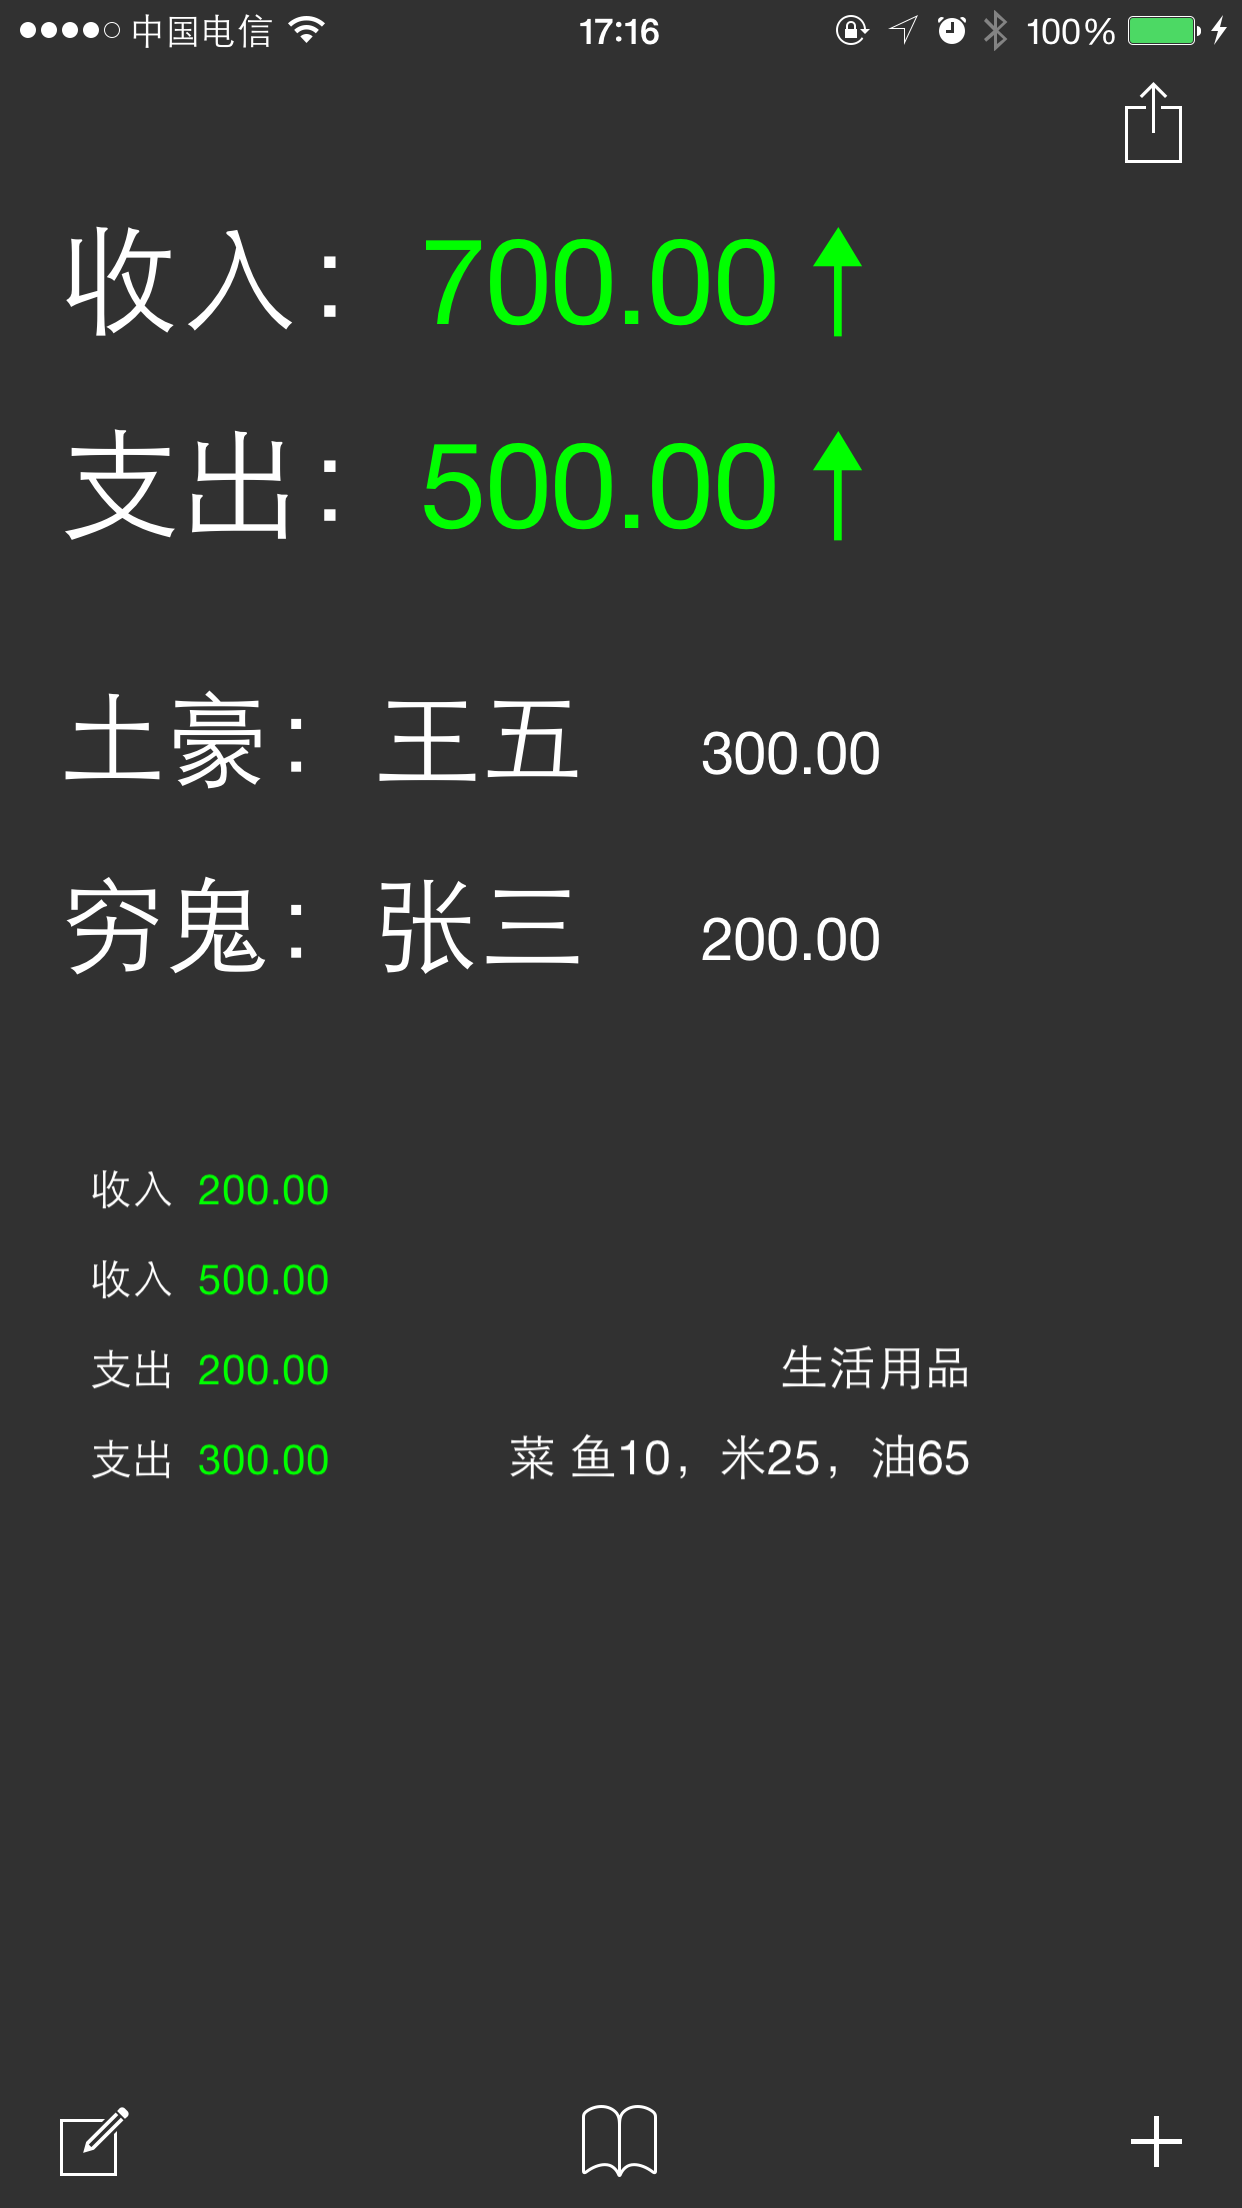 中国电信 17:16 100%
收入：700.00
支出：500.00
土豪：王五 300.00
穷鬼：张三 200.00
收入 200.00
收入 500.00
支出 200.00 生活用品
支出 300.00 菜 鱼10，米25，油65